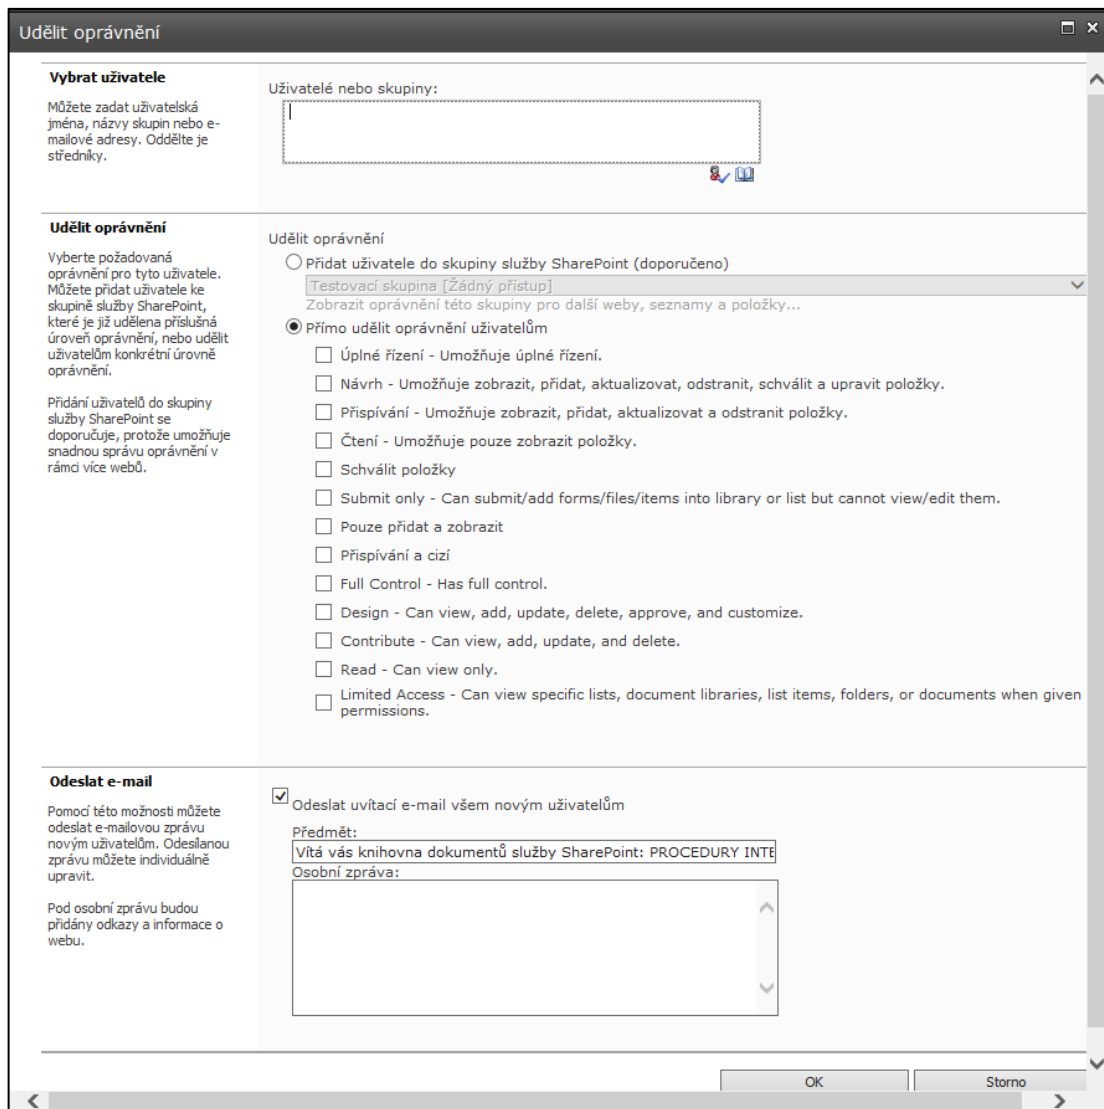 Udělit oprávnění
Vybrat uživatele
Můžete zadat uživatelská
jména, názvy skupin nebo e-
mailové adresy. Oddělte je
středníky.
Uživatelé nebo skupiny:
Udělit oprávnění
Vyberte požadovaná
oprávnění pro tyto uživatele.
Můžete přidat uživatele ke
skupině služby SharePoint,
které je již udělena příslušná
úroveň oprávnění, nebo udělit
uživatelům konkrétní úrovně
oprávnění.
Přidání uživatelů do skupiny
služby SharePoint se
doporučuje, protože umožňuje
snadnou správu oprávnění v
rámci více webů.
Udělit oprávnění
Přidat uživatele do skupiny služby SharePoint (doporučeno)
Testovací skupina [Žádný přístup]
Zobrazit oprávnění této skupiny pro další weby, seznamy a položky...
Přímo udělit oprávnění uživatelům
Úplné řízení - Umožňuje úplné řízení.
Návrh - Umožňuje zobrazit, přidat, aktualizovat, odstranit, schválit a upravit položky.
Přispívání - Umožňuje zobrazit, přidat, aktualizovat a odstranit položky.
Čtení - Umožňuje pouze zobrazit položky.
Schválit položky
Submit only - Can submit/add forms/files/items into library or list but cannot view/edit them.
Pouze přidat a zobrazit
Přispívání a cizí
Full Control - Has full control.
Design - Can view, add, update, delete, approve, and customize.
Contribute - Can view, add, update, and delete.
Read - Can view only.
Limited Access - Can view specific lists, document libraries, list items, folders, or documents when given
permissions.
Odeslat e-mail
Pomocí této možnosti můžete
odeslat e-mailovou zprávu
novým uživatelům. Odesílanou
zprávu můžete individuálně
upravit.
Pod osobní zprávu budou
přidány odkazy a informace o
webu.
Odeslat uvítací e-mail všem novým uživatelům
Předmět:
Vítá vás knihovna dokumentů služby SharePoint: PROCEDURY INTE
Osobní zpráva:
OK
Storno